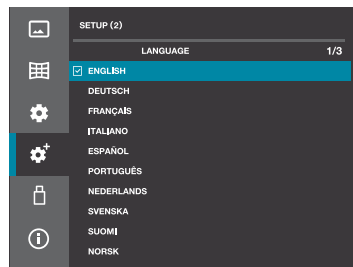 SETUP (2)
LANGUAGE 1/3
ENGLISH
DEUTSCH
FRANÇAIS
ITALIANO
ESPAÑOL
PORTUGUÊS
NEDERLANDS
SVENSKA
SUOMI
NORSK